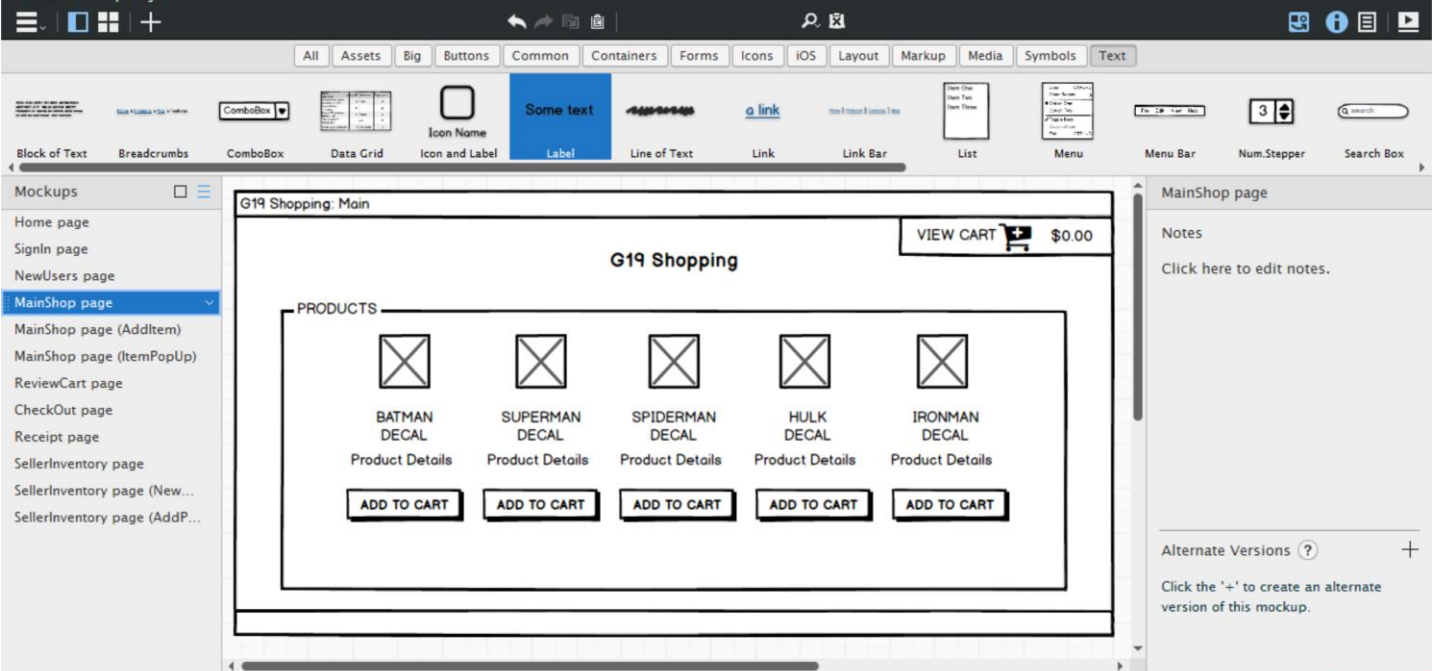 All Assets Big Buttons Common Containers Forms Icons iOS Layout Markup Media Symbols Text
ComboBox
Icon Name
Some text
a link
Item One
Item Two
Item Three
3
search
Block of Text Breadcrumbs ComboBox Data Grid Icon and Label Label Line of Text Link Link Bar List Menu Menu Bar Num.Stepper Search Box
Mockups
Home page
SignIn page
NewUsers page
MainShop page
MainShop page (AddItem)
MainShop page (ItemPopUp)
ReviewCart page
CheckOut page
Receipt page
SellerInventory page
SellerInventory page (New...
SellerInventory page (AddP...
G19 Shopping: Main
VIEW CART $0.00
G19 Shopping
PRODUCTS
BATMAN SUPERMAN SPIDERMAN HULK IRONMAN
DECAL DECAL DECAL DECAL DECAL
Product Details Product Details Product Details Product Details Product Details
ADD TO CART ADD TO CART ADD TO CART ADD TO CART ADD TO CART
MainShop page
Notes
Click here to edit notes.
Alternate Versions ?
Click the '+' to create an alternate
version of this mockup.